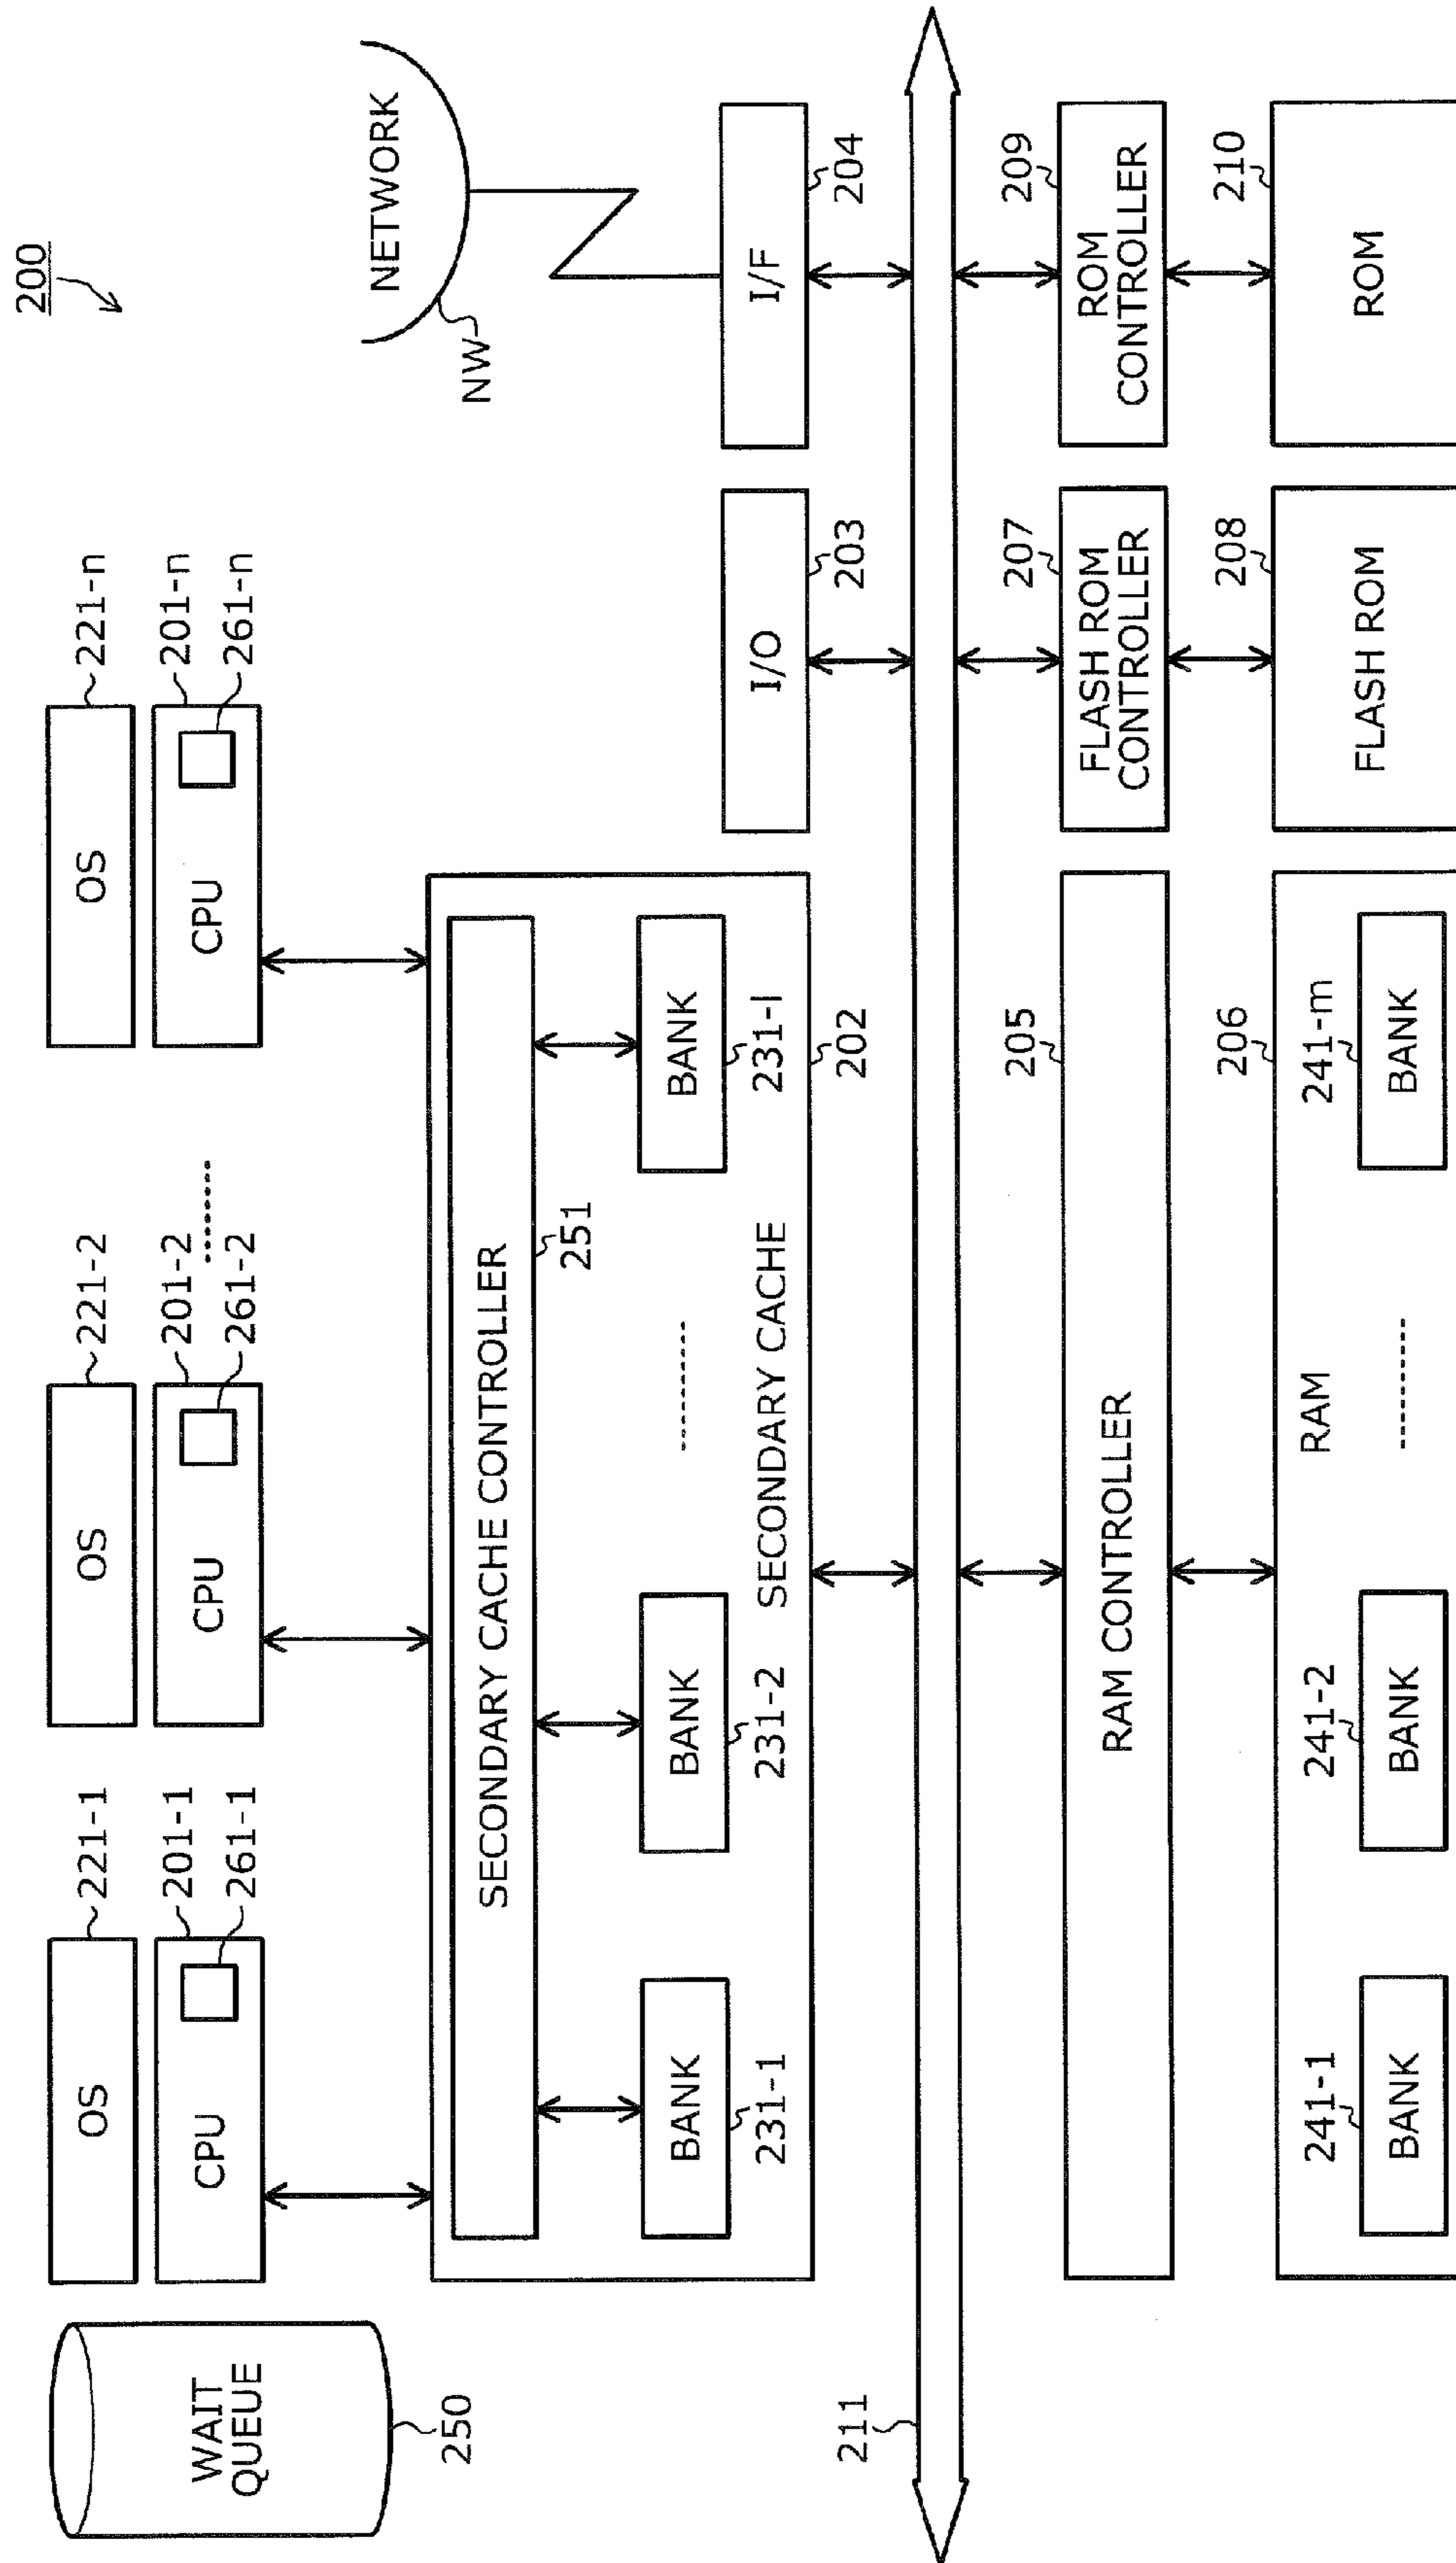 200
WAIT
QUEUE
250
OS
221-1
CPU
201-1
261-1
OS
221-2
CPU
201-2
261-2
OS
221-n
CPU
201-n
261-n
NETWORK
NW
SECONDARY CACHE CONTROLLER
251
BANK
231-1
BANK
231-2
BANK
231-l
SECONDARY CACHE
202
I/O
203
I/F
204
211
RAM CONTROLLER
205
FLASH ROM
CONTROLLER
207
ROM
CONTROLLER
209
RAM
206
241-1
BANK
241-2
BANK
241-m
BANK
FLASH ROM
208
ROM
210